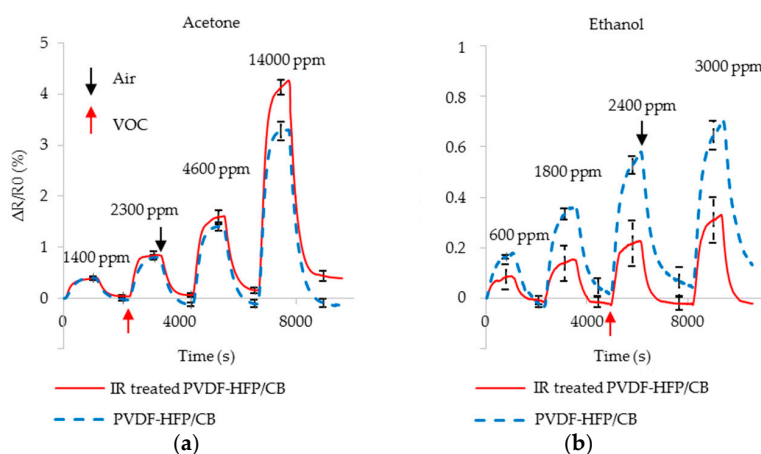 Acetone
5
4
3
2
1
0
-1
ΔR/R0 (%)
Air
VOC
1400 ppm
2300 ppm
4600 ppm
14000 ppm
0
4000
8000
Time (s)
IR treated PVDF-HFP/CB
PVDF-HFP/CB
(a)
Ethanol
1
0.8
0.6
0.4
0.2
0
-0.2
600 ppm
1800 ppm
2400 ppm
3000 ppm
0
4000
8000
Time (s)
IR treated PVDF-HFP/CB
PVDF-HFP/CB
(b)